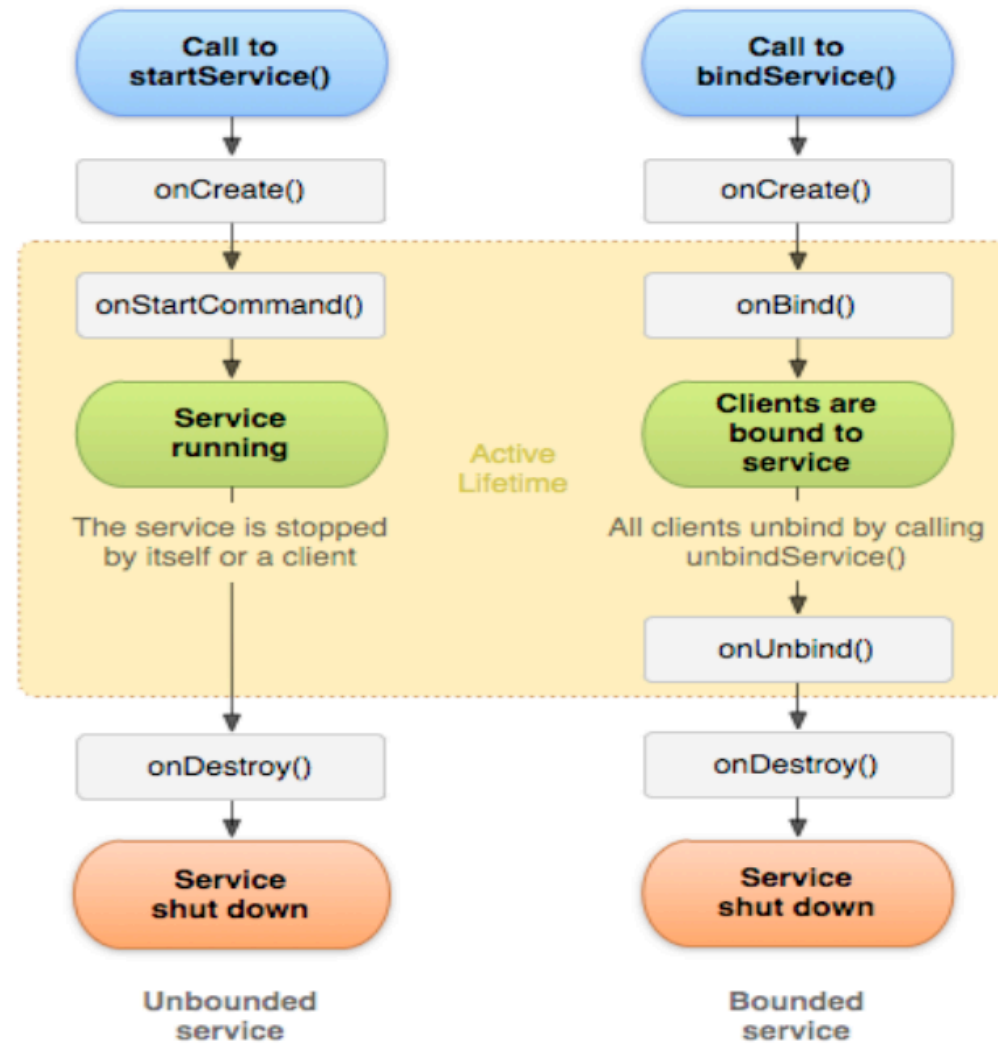 Call to
startService()
onCreate()
onStartCommand()
Service
running
The service is stopped
by itself or a client
onDestroy()
Service
shut down
Unbounded
service
Active
Lifetime
Call to
bindService()
onCreate()
onBind()
Clients are
bound to
service
All clients unbind by calling
unbindService()
onUnbind()
onDestroy()
Service
shut down
Bounded
service